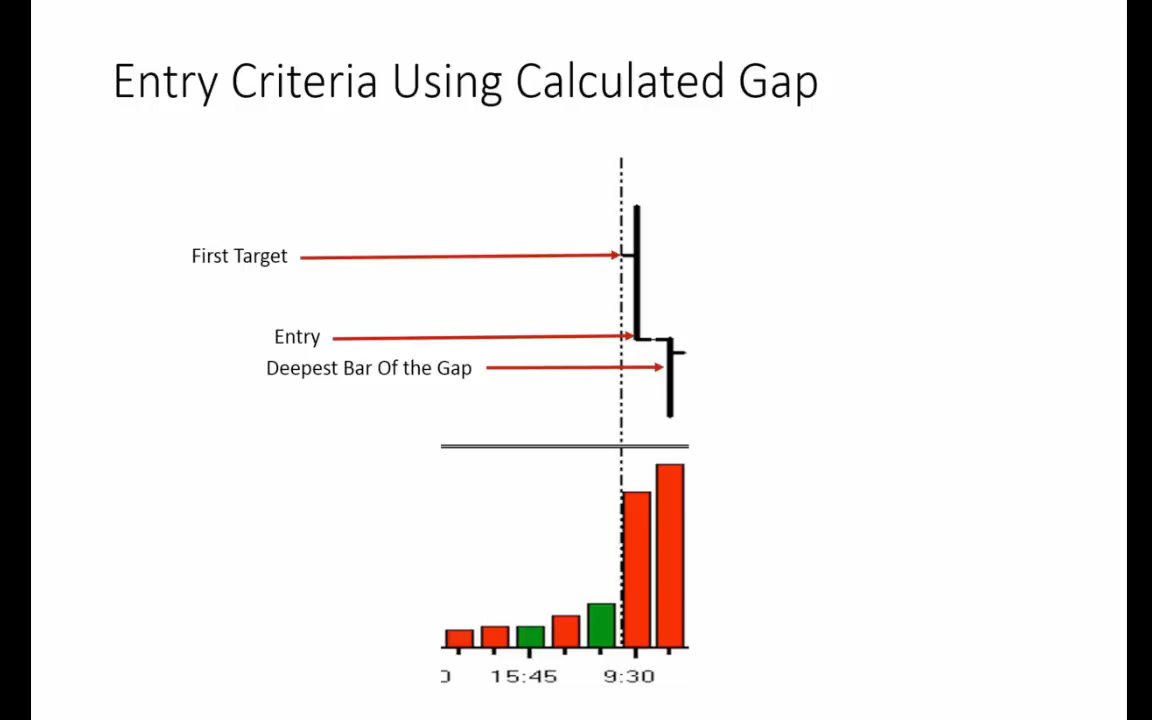 Entry Criteria Using Calculated Gap
First Target
Entry
Deepest Bar Of the Gap
15:45 9:30